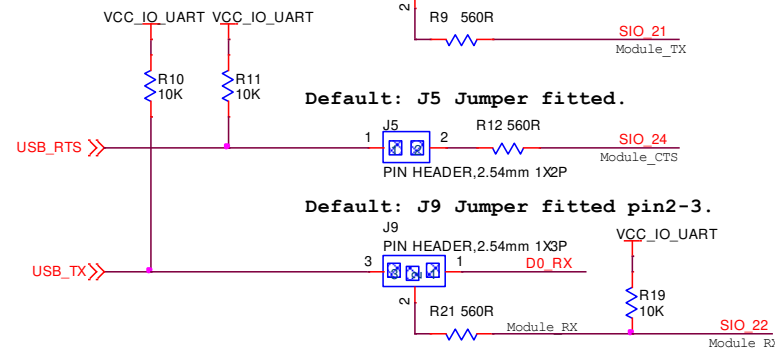 VCC_IO_UART VCC_IO_UART
2
R9 560R
SIO_21
Module_TX
R10
10K
R11
10K
Default: J5 Jumper fitted.
J5
1
2
R12 560R
SIO_24
Module_CTS
USB_RTS
PIN HEADER,2.54mm 1X2P
Default: J9 Jumper fitted pin2-3.
J9
PIN HEADER,2.54mm 1X3P
VCC_IO_UART
USB_TX
3
1
D0_RX
2
R21 560R
Module_RX
R19
10K
SIO_22
Module_RX